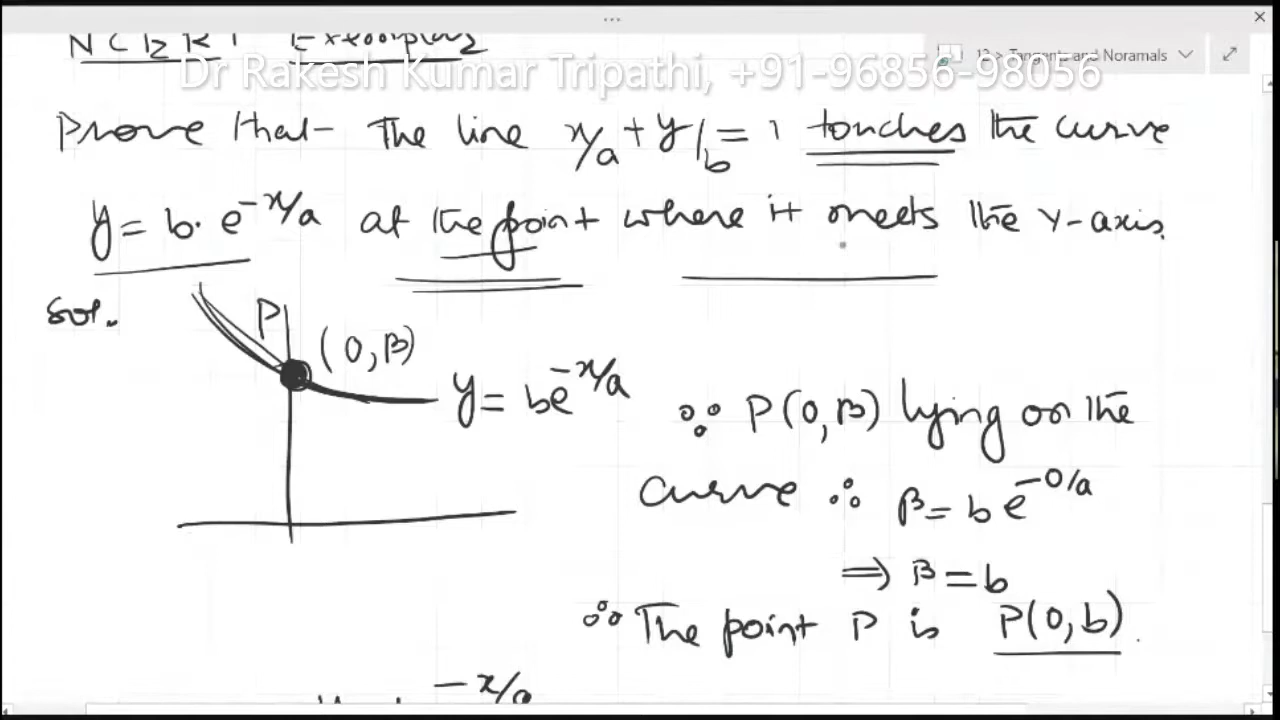 NCERT Exemplar
Dr Rakesh Kumar Tripathi, +91-96856-98056
12 > Tangents and Noramals
Prove that the line x/a + y/b = 1 touches the curve
y = b. e^-x/a at the point where it meets the Y-axis.
Sol.
P
(0, β)
y = be^-x/a
∵ P(0, β) lying on the
curve ∴ β = b e^-0/a
⇒ β = b
∴ The point P is P(0, b).
-x/a